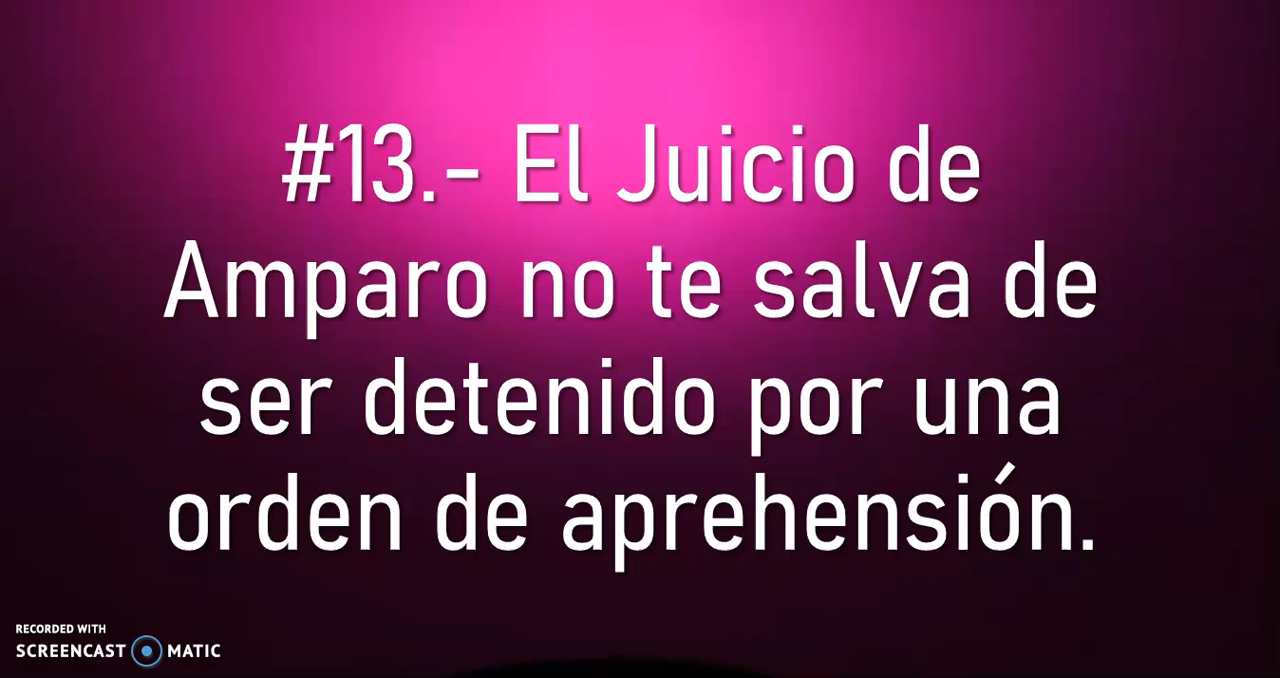 #13.- El Juicio de
Amparo no te salva de
ser detenido por una
orden de aprehensión.
RECORDED WITH
SCREENCAST MATIC